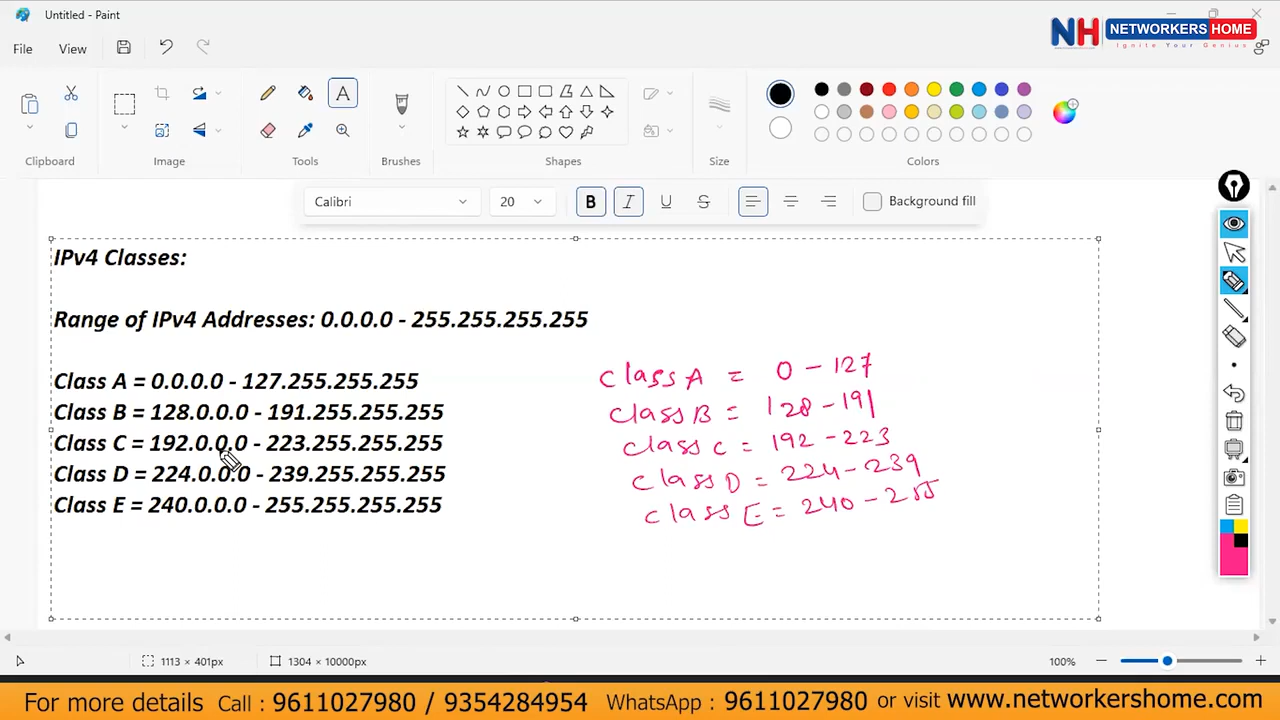 Untitled - Paint
NH NETWORKERS HOME
Ignite Your Genius
File View
A
Clipboard Image Tools Brushes Shapes Size Colors
Calibri 20 B I U S Background fill
IPv4 Classes:
Range of IPv4 Addresses: 0.0.0.0 - 255.255.255.255
Class A = 0.0.0.0 - 127.255.255.255
Class B = 128.0.0.0 - 191.255.255.255
Class C = 192.0.0.0 - 223.255.255.255
Class D = 224.0.0.0 - 239.255.255.255
Class E = 240.0.0.0 - 255.255.255.255
class A = 0 - 127
class B = 128 - 191
class c = 192 - 223
class D = 224 - 239
class E = 240 - 255
1113 × 401px 1304 × 10000px 100%
For more details Call : 9611027980 / 9354284954 WhatsApp : 9611027980 or visit www.networkershome.com